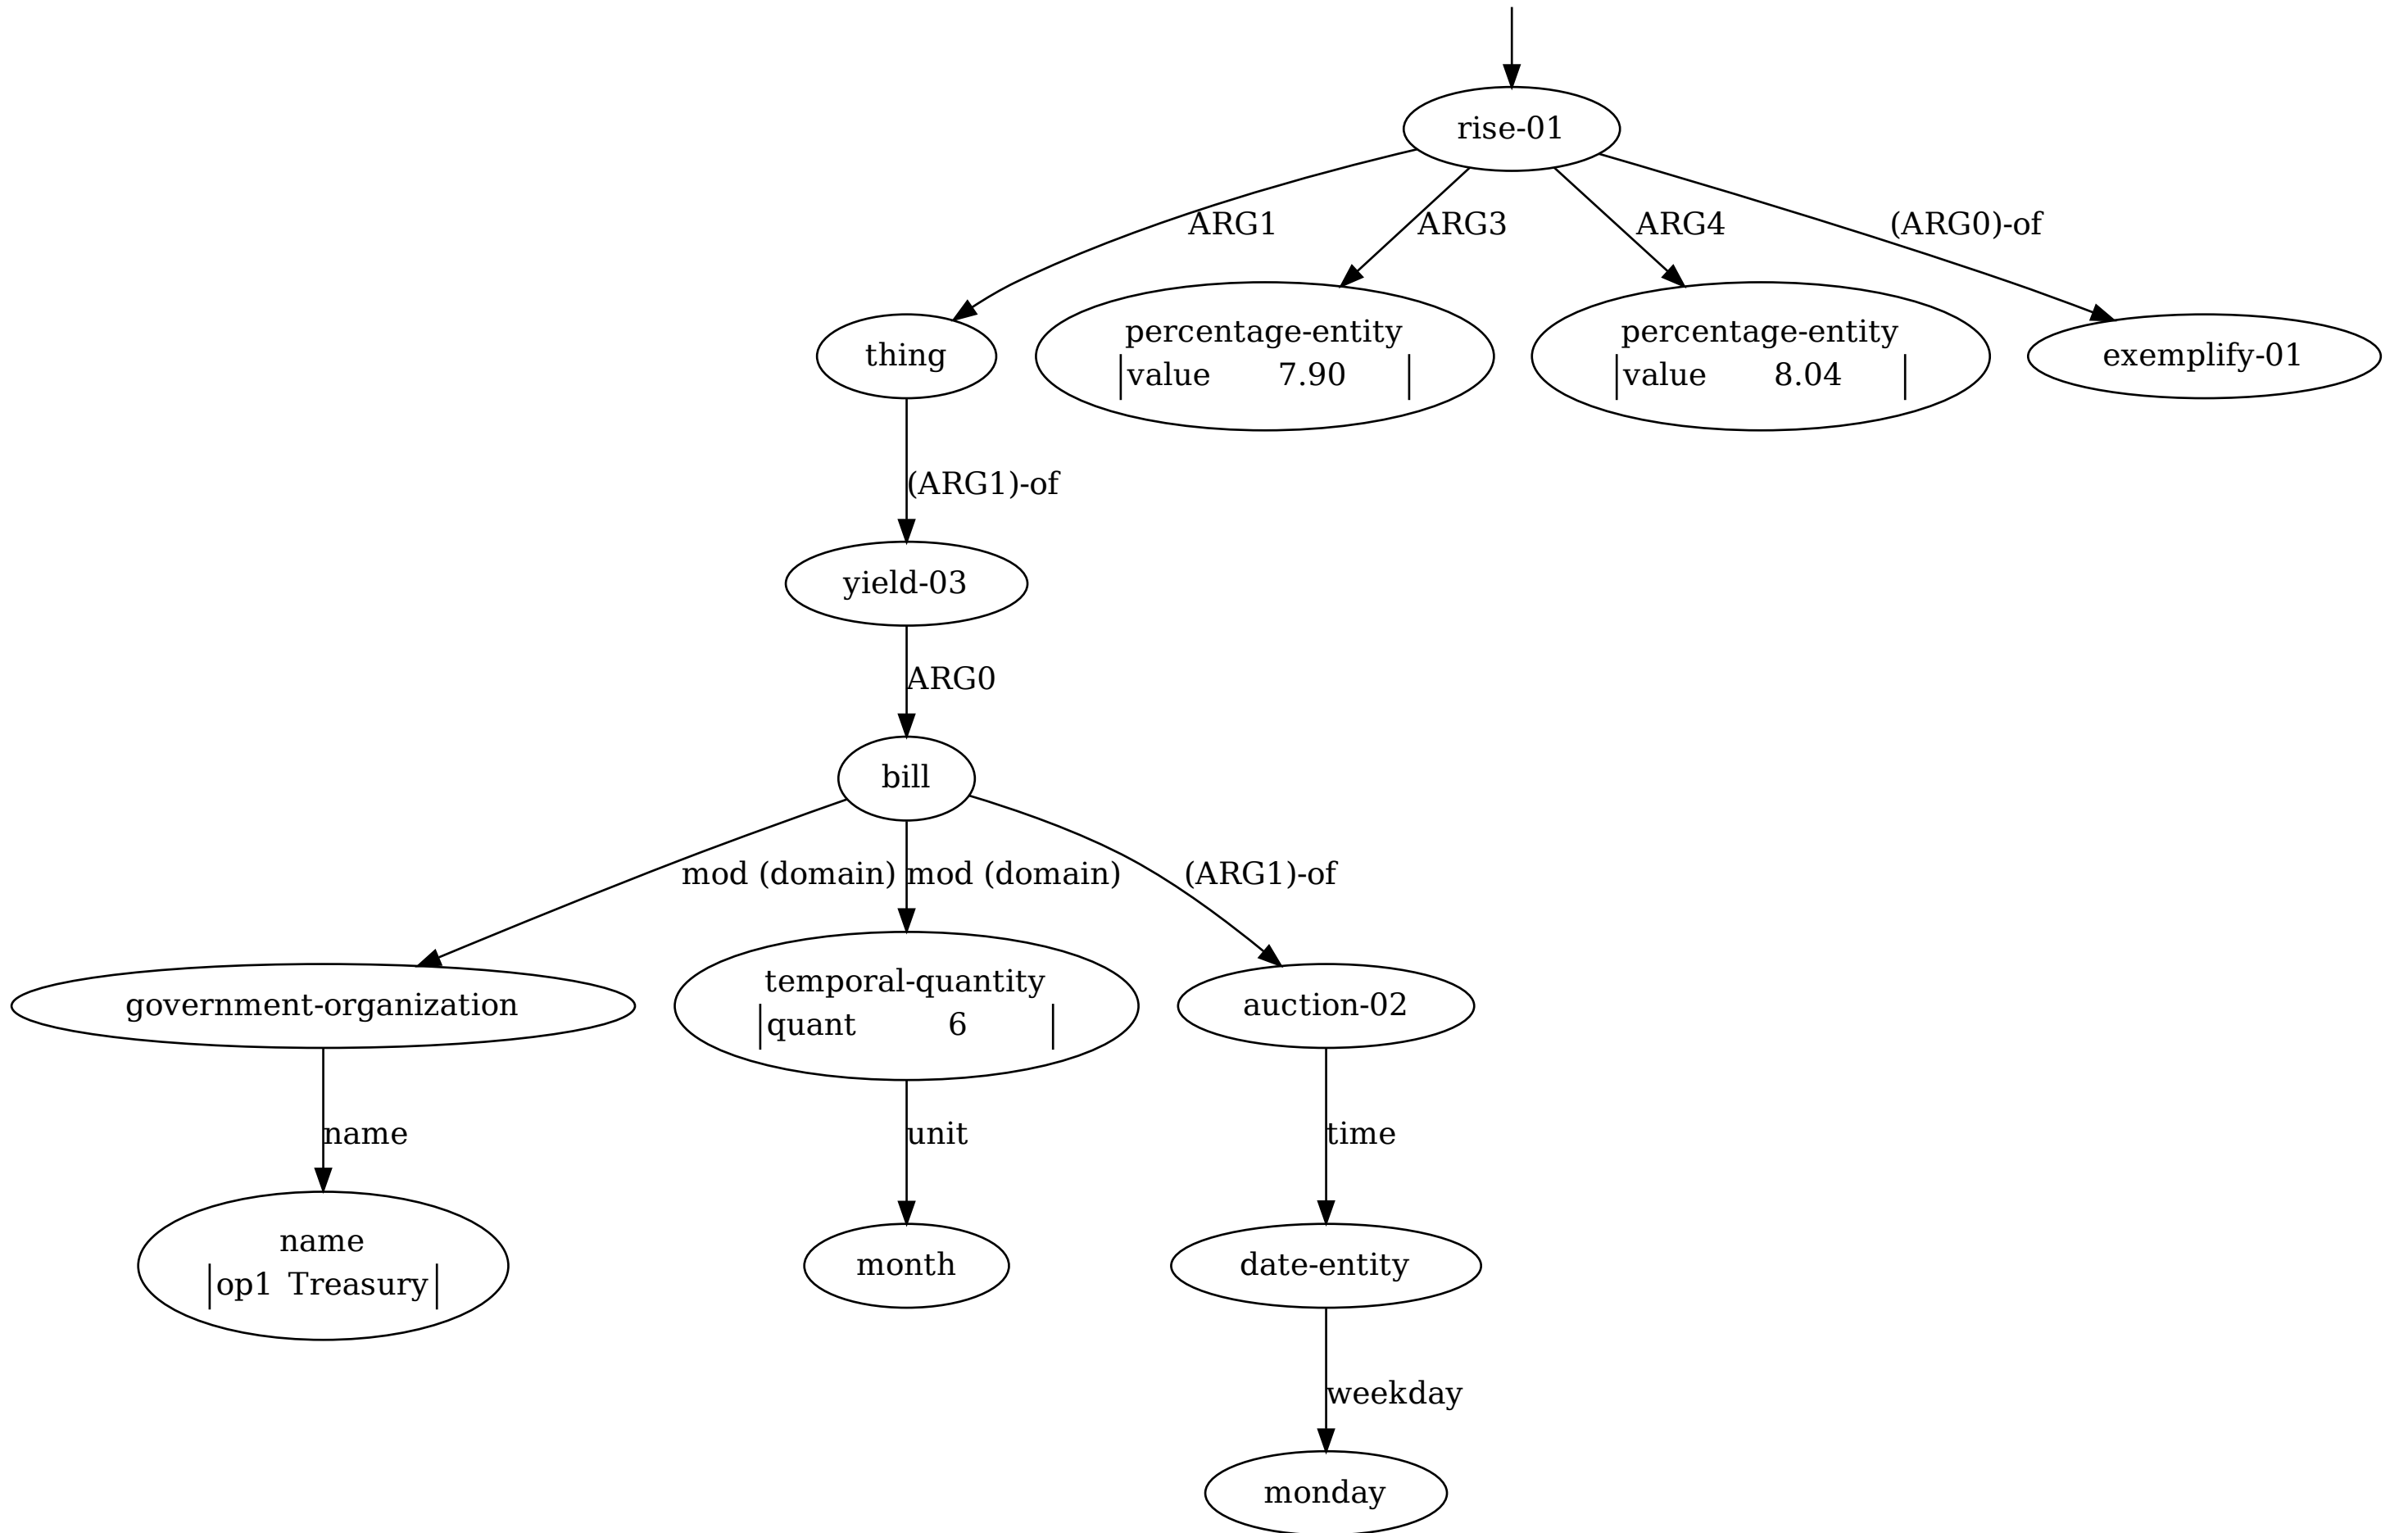 rise-01
ARG1
ARG3
ARG4
(ARG0)-of
thing
percentage-entity
value 7.90
percentage-entity
value 8.04
exemplify-01
(ARG1)-of
yield-03
ARG0
bill
mod (domain)
mod (domain)
(ARG1)-of
government-organization
temporal-quantity
quant 6
auction-02
name
unit
time
name
op1 Treasury
month
date-entity
weekday
monday